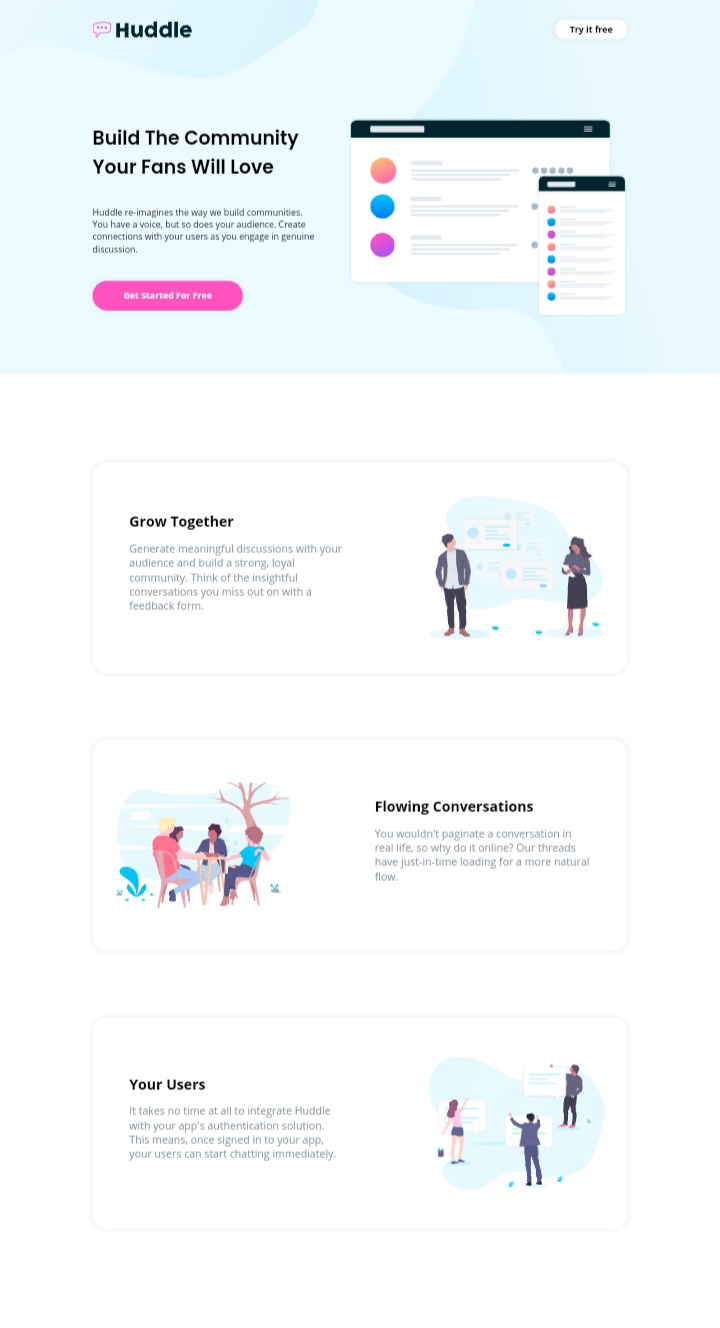 Huddle
Try it free
Build The Community
Your Fans Will Love
Huddle re-imagines the way we build communities.
You have a voice, but so does your audience. Create
connections with your users as you engage in genuine
discussion.
Get Started For Free
Grow Together
Generate meaningful discussions with your
audience and build a strong, loyal
community. Think of the insightful
conversations you miss out on with a
feedback form.
Flowing Conversations
You wouldn't paginate a conversation in
real life, so why do it online? Our threads
have just-in-time loading for a more natural
flow.
Your Users
It takes no time at all to integrate Huddle
with your app's authentication solution.
This means, once signed in to your app,
your users can start chatting immediately.